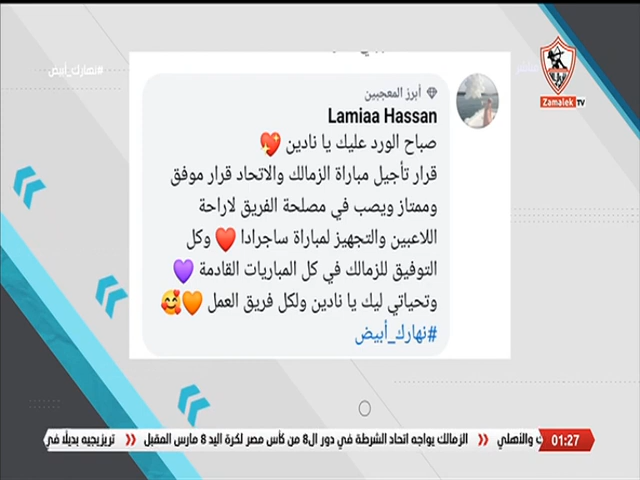 #نهارك_أبيض
Zamalek TV
أبرز المعجبين
Lamiaa Hassan
صباح الورد عليك يا نادين 💖
قرار تأجيل مباراة الزمالك والاتحاد قرار موفق
وممتاز ويصب في مصلحة الفريق لاراحة
اللاعبين والتجهيز لمباراة ساجرادا ❤️ وكل
التوفيق للزمالك في كل المباريات القادمة 💜
وتحياتي ليك يا نادين ولكل فريق العمل 🧡🥰
#نهارك_أبيض
01:27
ت والأهلي » الزمالك يواجه اتحاد الشرطة في دور ال8 من كأس مصر لكرة اليد 8 مارس المقبل » تريزيجيه بديلًا في